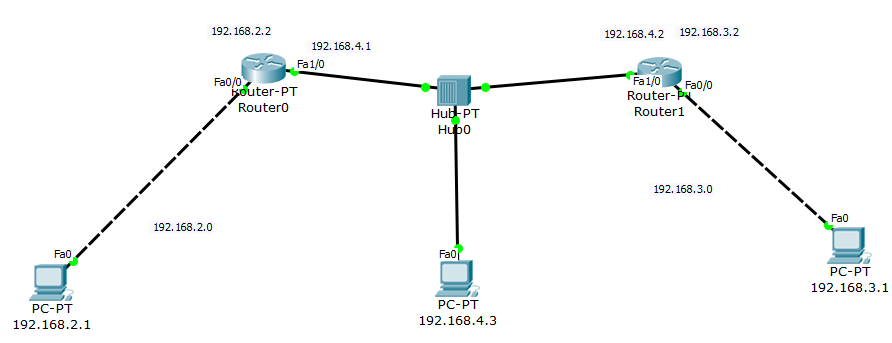 192.168.2.2
192.168.4.1
192.168.4.2
192.168.3.2
Fa1/0
Fa0/0
Router-PT
Router0
Hub-PT
Hub0
Fa1/0
Fa0/0
Router-PT
Router1
192.168.2.0
192.168.3.0
Fa0
PC-PT
192.168.2.1
Fa0
PC-PT
192.168.4.3
Fa0
PC-PT
192.168.3.1